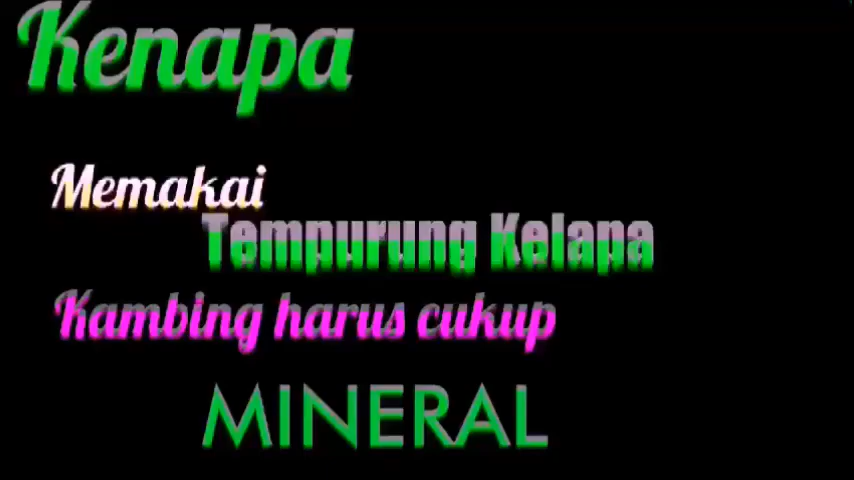 Kenapa
Memakai
Tempurung Kelapa
Kambing harus cukup
MINERAL